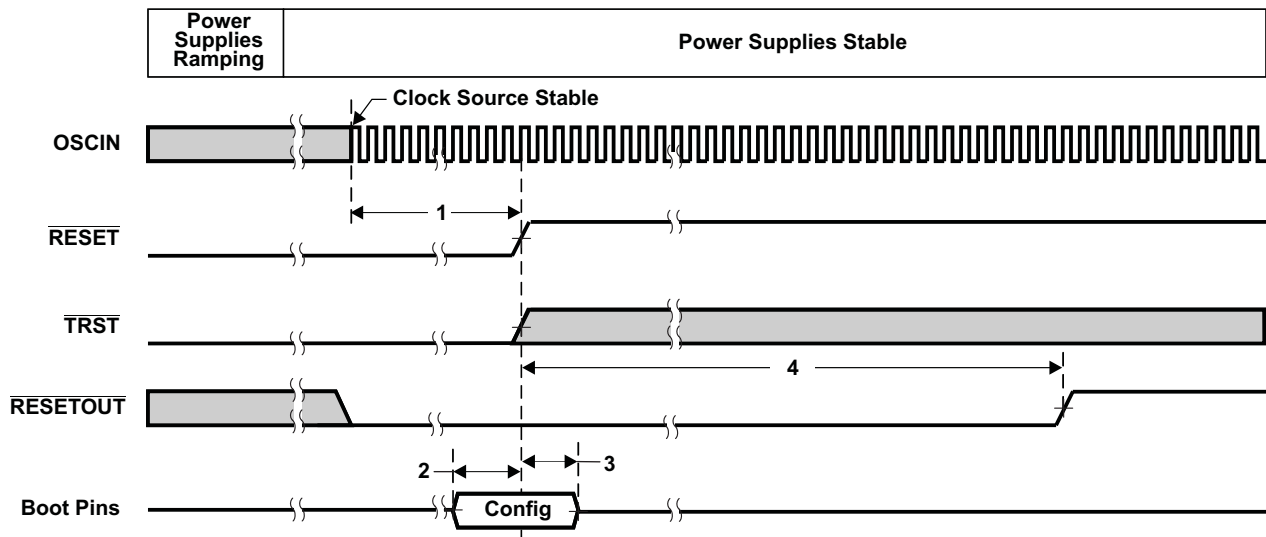 Power
Supplies
Ramping
Power Supplies Stable
Clock Source Stable
OSCIN
1
RESET
TRST
4
RESETOUT
2
3
Boot Pins
Config